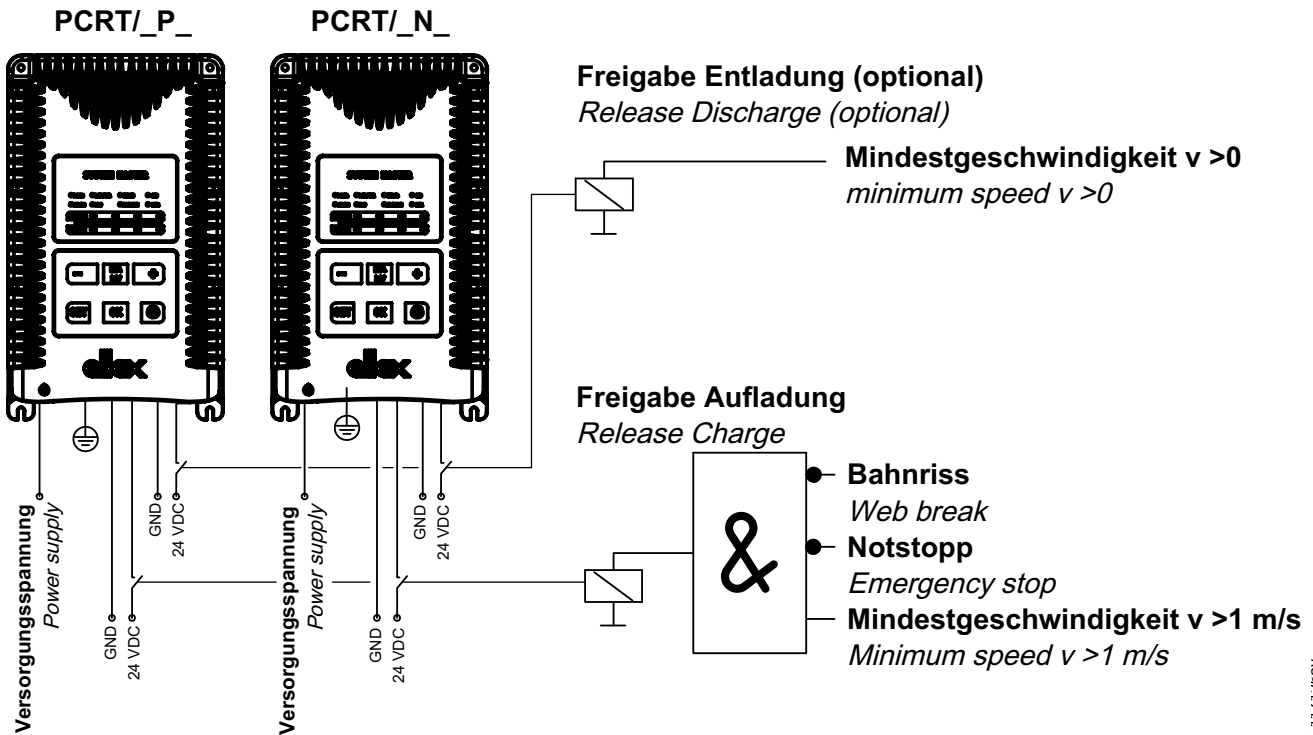 PCRT/_P_
PCRT/_N_
Freigabe Entladung (optional)
Release Discharge (optional)
Mindestgeschwindigkeit v >0
minimum speed v >0
eltex
eltex
Freigabe Aufladung
Release Charge
&
Bahnriss
Web break
Notstopp
Emergency stop
Mindestgeschwindigkeit v >1 m/s
Minimum speed v >1 m/s
Versorgungsspannung
Power supply
GND
24 VDC
GND
24 VDC
Versorgungsspannung
Power supply
GND
24 VDC
GND
24 VDC